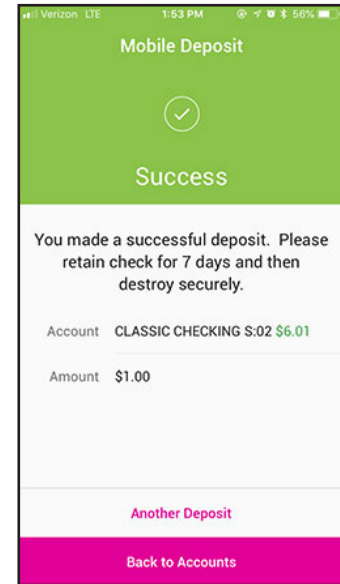 Verizon LTE 1:53 PM 56%
Mobile Deposit
Success
You made a successful deposit. Please
retain check for 7 days and then
destroy securely.
Account CLASSIC CHECKING S:02 $6.01
Amount $1.00
Another Deposit
Back to Accounts